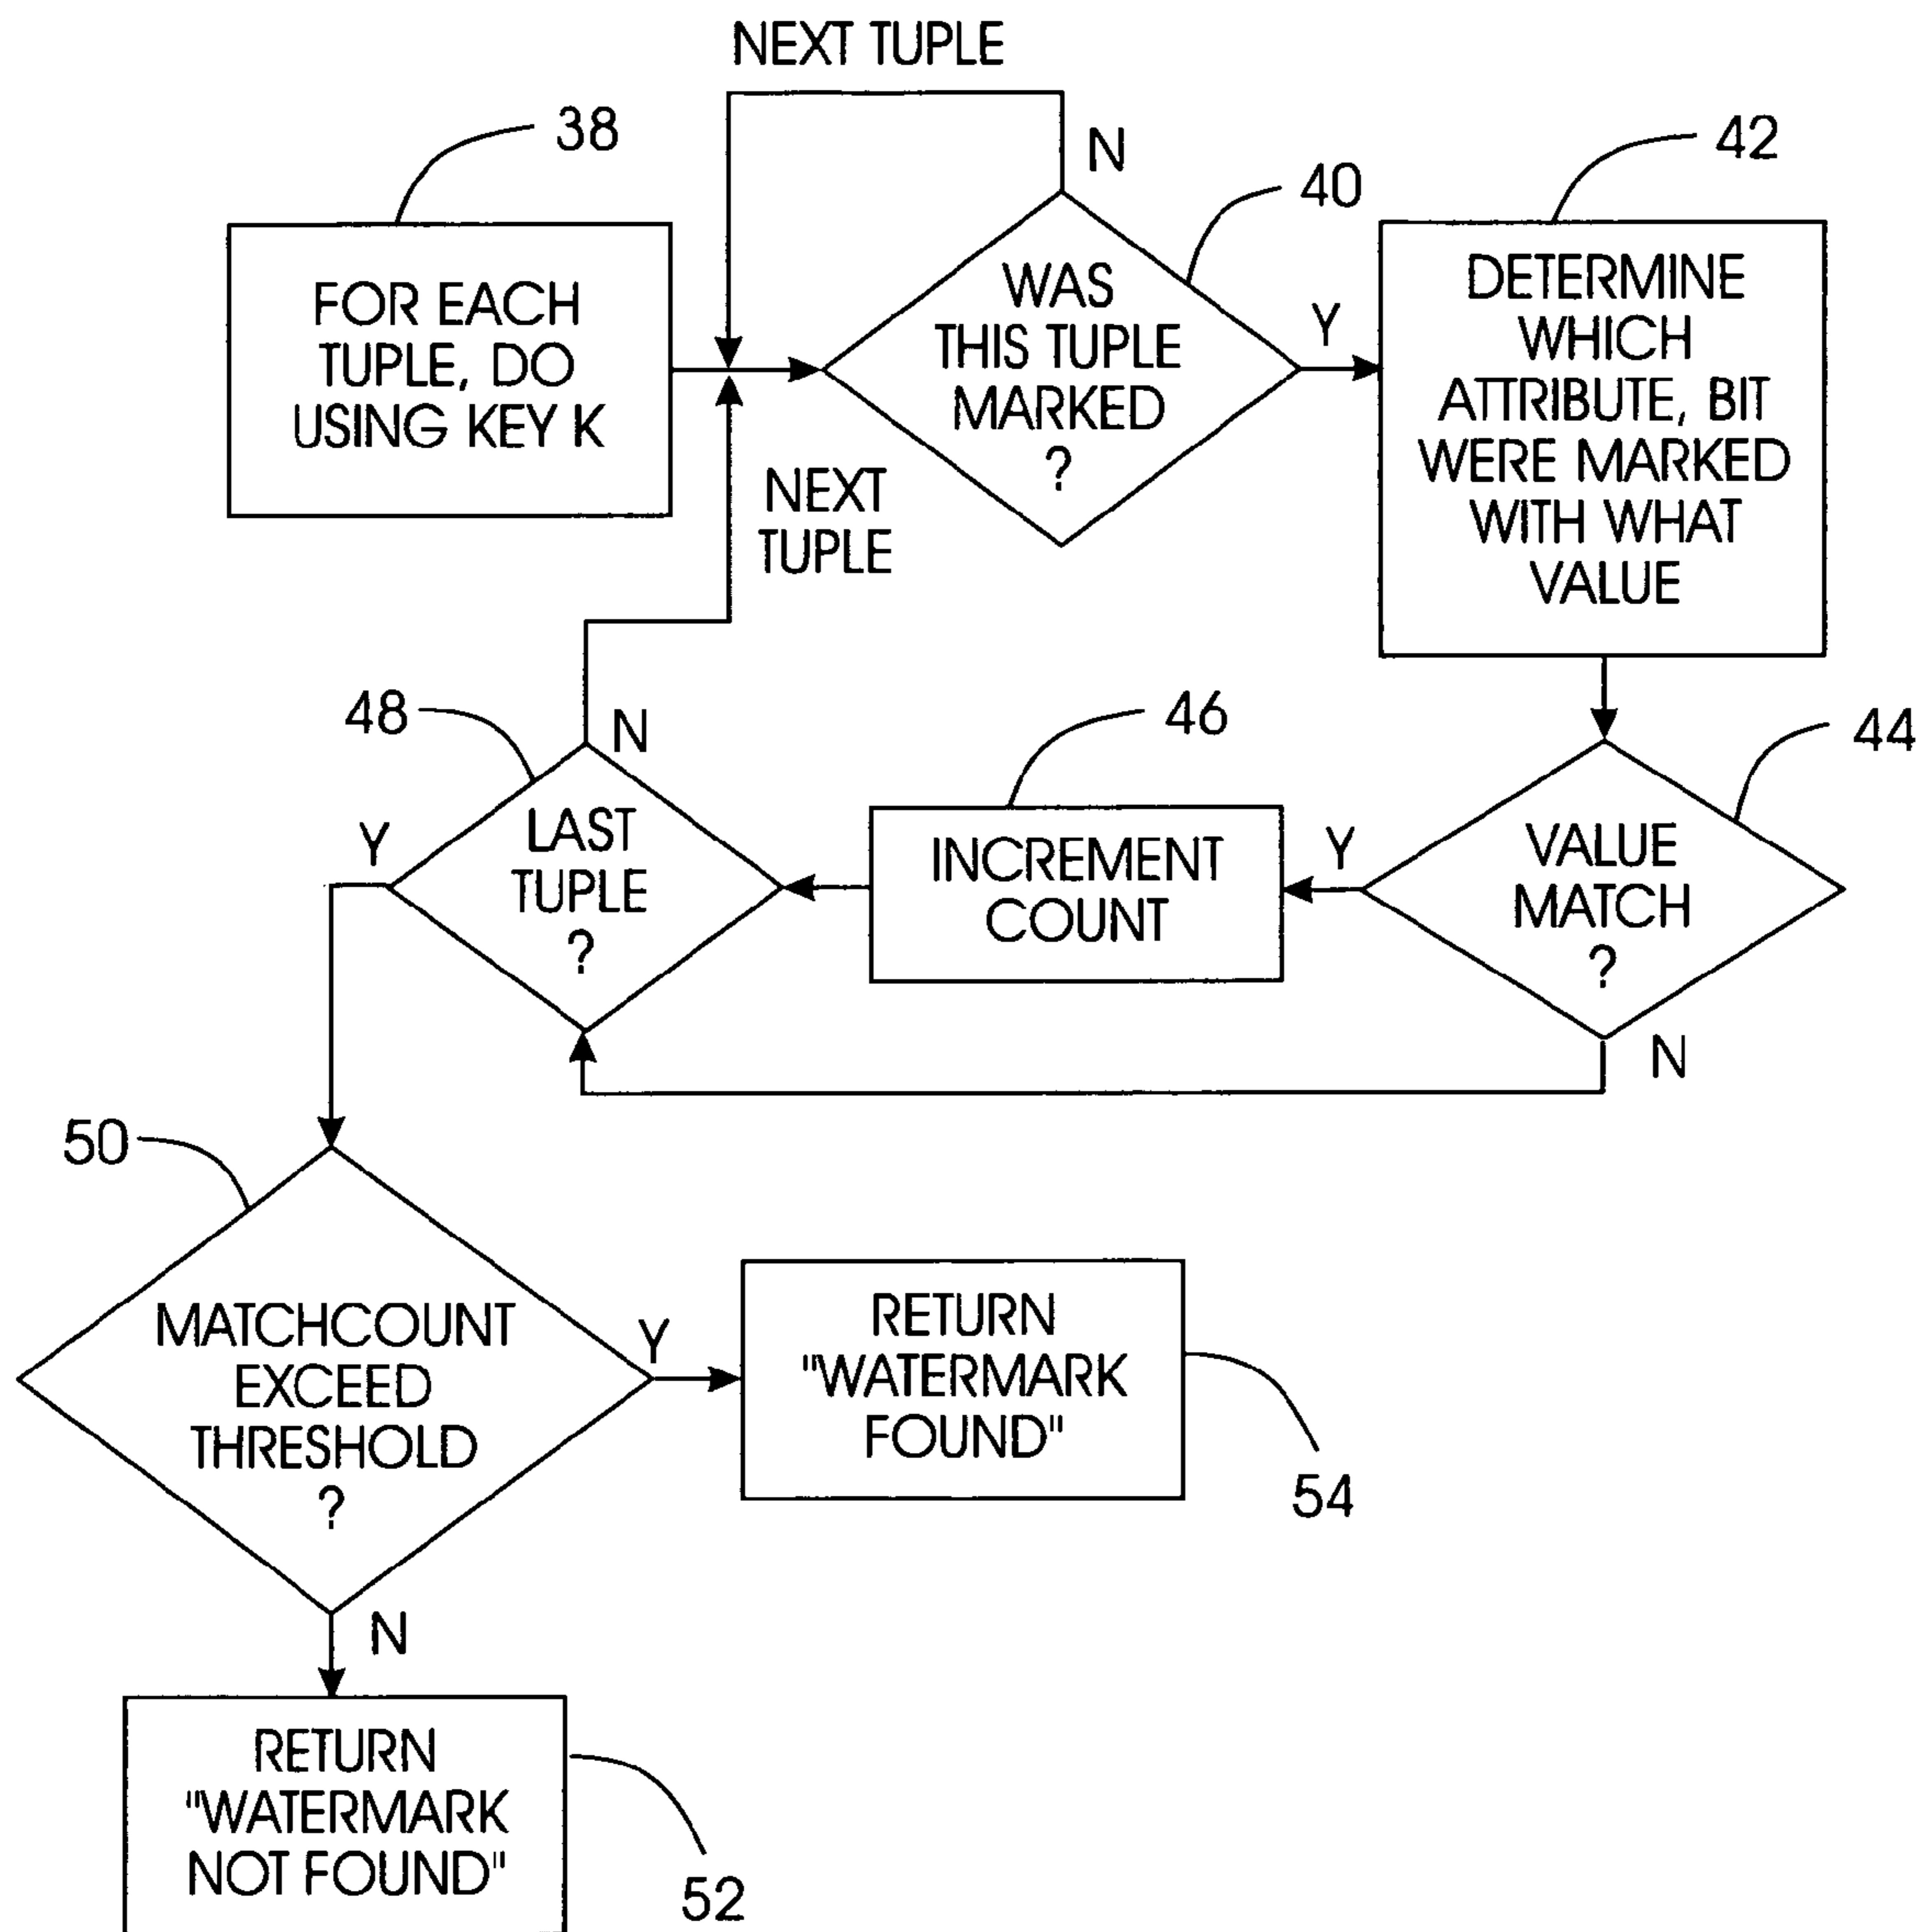 NEXT TUPLE
38
N
42
40
FOR EACH
TUPLE, DO
USING KEY K
WAS
THIS TUPLE
MARKED
?
Y
DETERMINE
WHICH
ATTRIBUTE, BIT
WERE MARKED
WITH WHAT
VALUE
NEXT
TUPLE
48
N
46
44
Y
LAST
TUPLE
?
INCREMENT
COUNT
Y
VALUE
MATCH
?
N
50
MATCHCOUNT
EXCEED
THRESHOLD
?
Y
RETURN
"WATERMARK
FOUND"
54
N
RETURN
"WATERMARK
NOT FOUND"
52